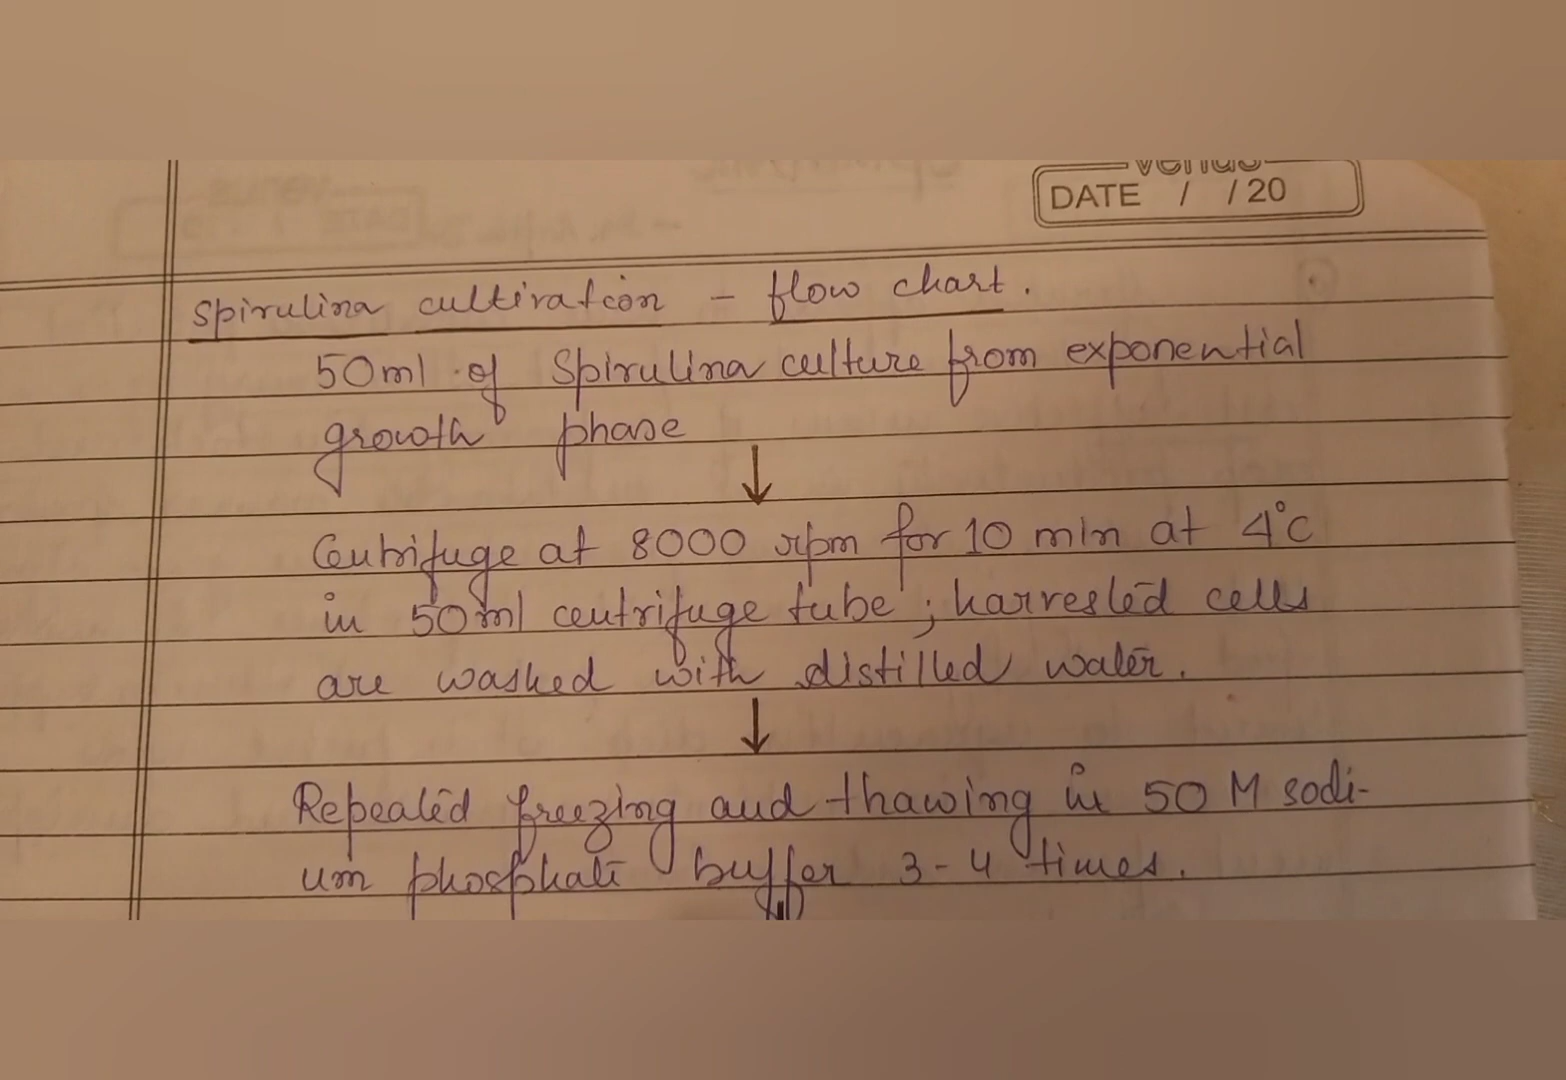 venus
DATE / /20
Spirulina cultivation - flow chart.
50ml of Spirulina culture from exponential
growth phase
↓
Centrifuge at 8000 rpm for 10 min at 4°c
in 50ml centrifuge tube; harvested cells
are washed with distilled water.
↓
Repeated freezing and thawing in 50 M sodi-
um phosphate buffer 3-4 times.